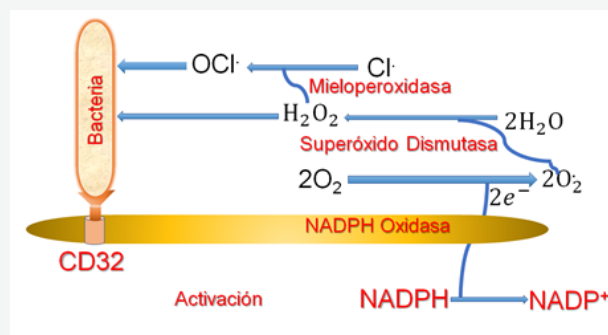 OCl· Cl·
Mieloperoxidasa
Bacteria
H₂O₂ 2H₂O
Superóxido Dismutasa
2O₂ 2e⁻ 2O₂·
NADPH Oxidasa
CD32
Activación NADPH NADP⁺